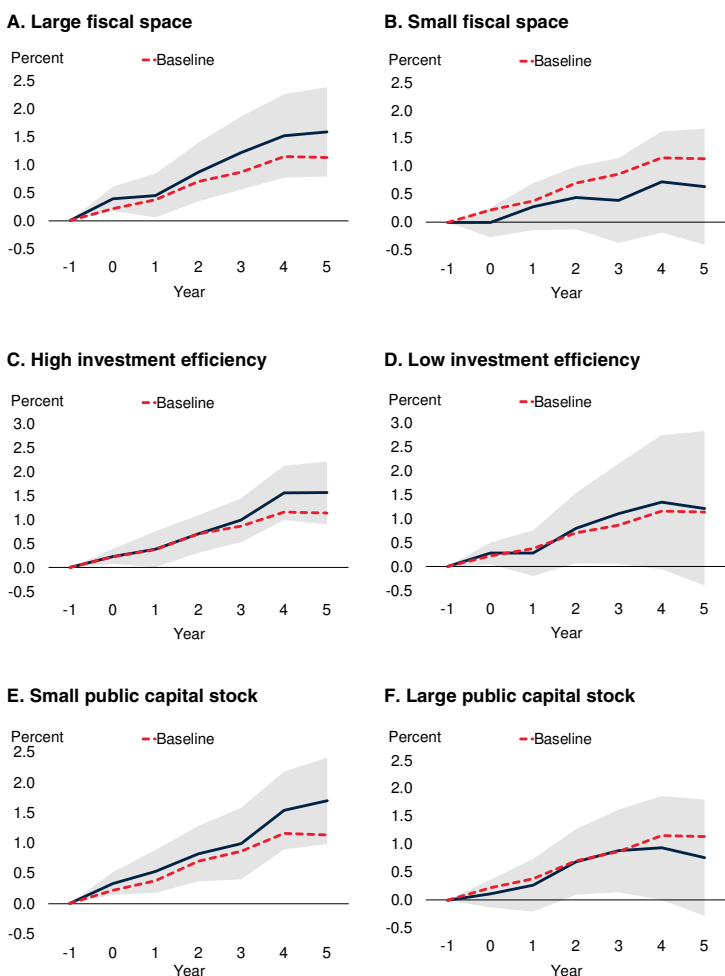 A. Large fiscal space
Percent
Baseline
2.5
2.0
1.5
1.0
0.5
0.0
-0.5
-1 0 1 2 3 4 5
Year
B. Small fiscal space
Percent
Baseline
2.5
2.0
1.5
1.0
0.5
0.0
-0.5
-1 0 1 2 3 4 5
Year
C. High investment efficiency
Percent
Baseline
3.0
2.5
2.0
1.5
1.0
0.5
0.0
-0.5
-1 0 1 2 3 4 5
Year
D. Low investment efficiency
Percent
Baseline
3.0
2.5
2.0
1.5
1.0
0.5
0.0
-0.5
-1 0 1 2 3 4 5
Year
E. Small public capital stock
Percent
Baseline
2.5
2.0
1.5
1.0
0.5
0.0
-0.5
-1 0 1 2 3 4 5
Year
F. Large public capital stock
Percent
Baseline
2.5
2.0
1.5
1.0
0.5
0.0
-0.5
-1 0 1 2 3 4 5
Year